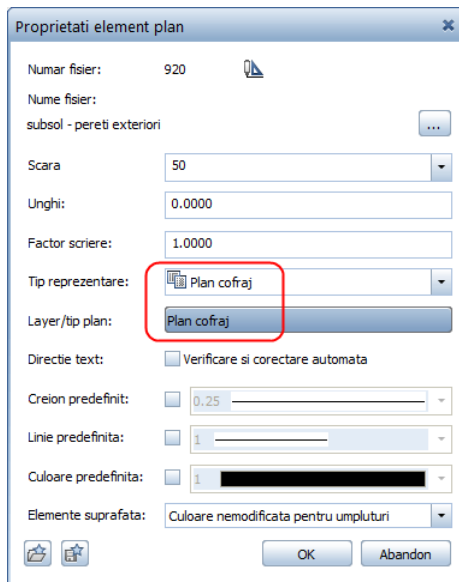 Proprietati element plan
Numar fisier: 920
Nume fisier:
subsol - pereti exteriori ...
Scara 50
Unghi: 0.0000
Factor scriere: 1.0000
Tip reprezentare: Plan cofraj
Layer/tip plan: Plan cofraj
Directie text: Verificare si corectare automata
Creion predefinit: 0.25
Linie predefinita: 1
Culoare predefinita: 1
Elemente suprafata: Culoare nemodificata pentru umpluturi
OK Abandon